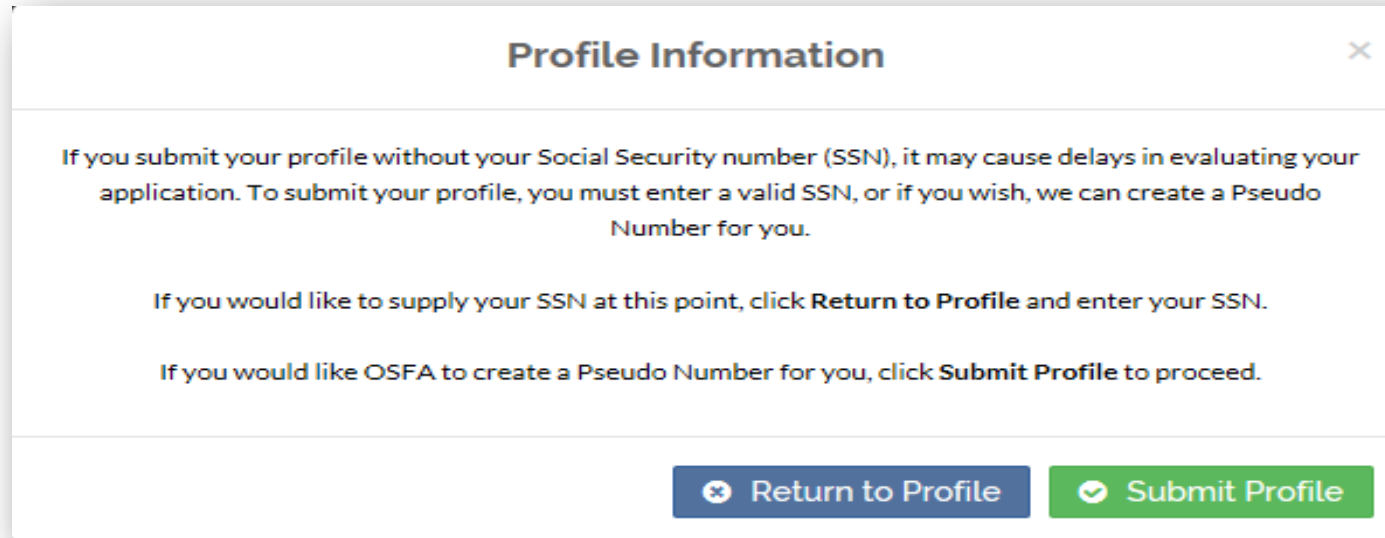 Profile Information
If you submit your profile without your Social Security number (SSN), it may cause delays in evaluating your
application. To submit your profile, you must enter a valid SSN, or if you wish, we can create a Pseudo
Number for you.
If you would like to supply your SSN at this point, click Return to Profile and enter your SSN.
If you would like OSFA to create a Pseudo Number for you, click Submit Profile to proceed.
Return to Profile Submit Profile